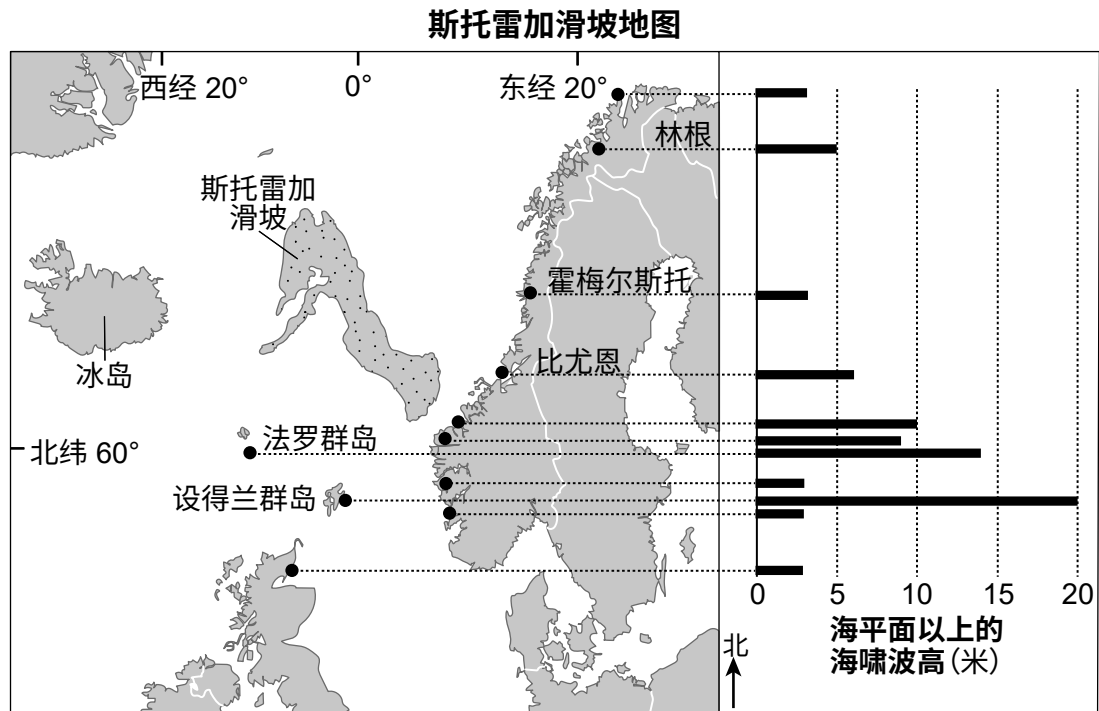 斯托雷加滑坡地图
西经 20°
0°
东经 20°
林根
斯托雷加
滑坡
霍梅尔斯托
比尤恩
冰岛
法罗群岛
北纬 60°
设得兰群岛
0 5 10 15 20
海平面以上的
海啸波高(米)
北